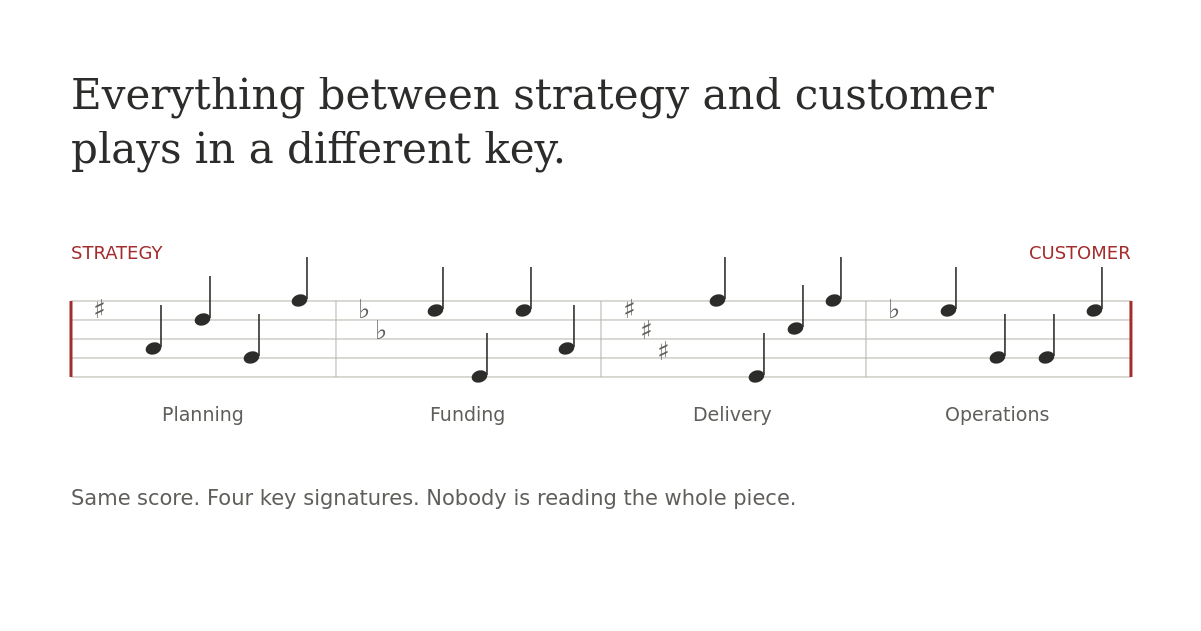 Everything between strategy and customer
plays in a different key.
STRATEGY
CUSTOMER
Planning
Funding
Delivery
Operations
Same score. Four key signatures. Nobody is reading the whole piece.